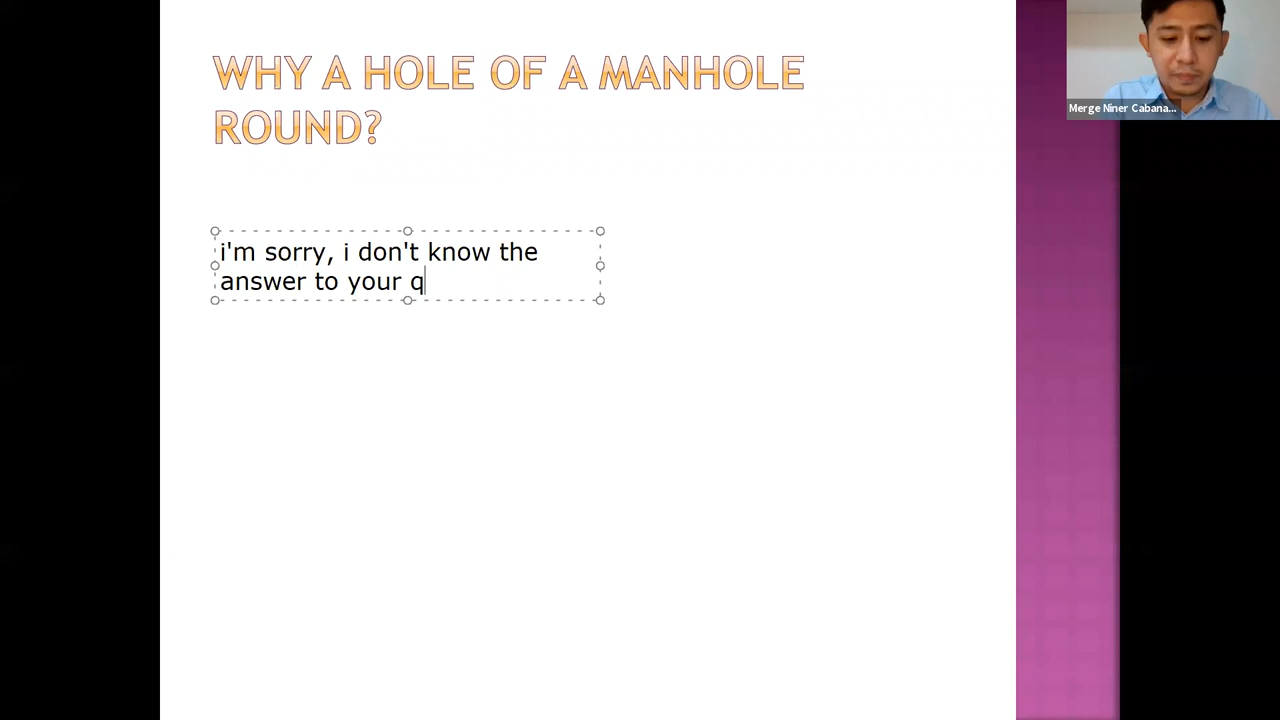 WHY A HOLE OF A MANHOLE
ROUND?
i'm sorry, i don't know the
answer to your q
Merge Niner Cabana...